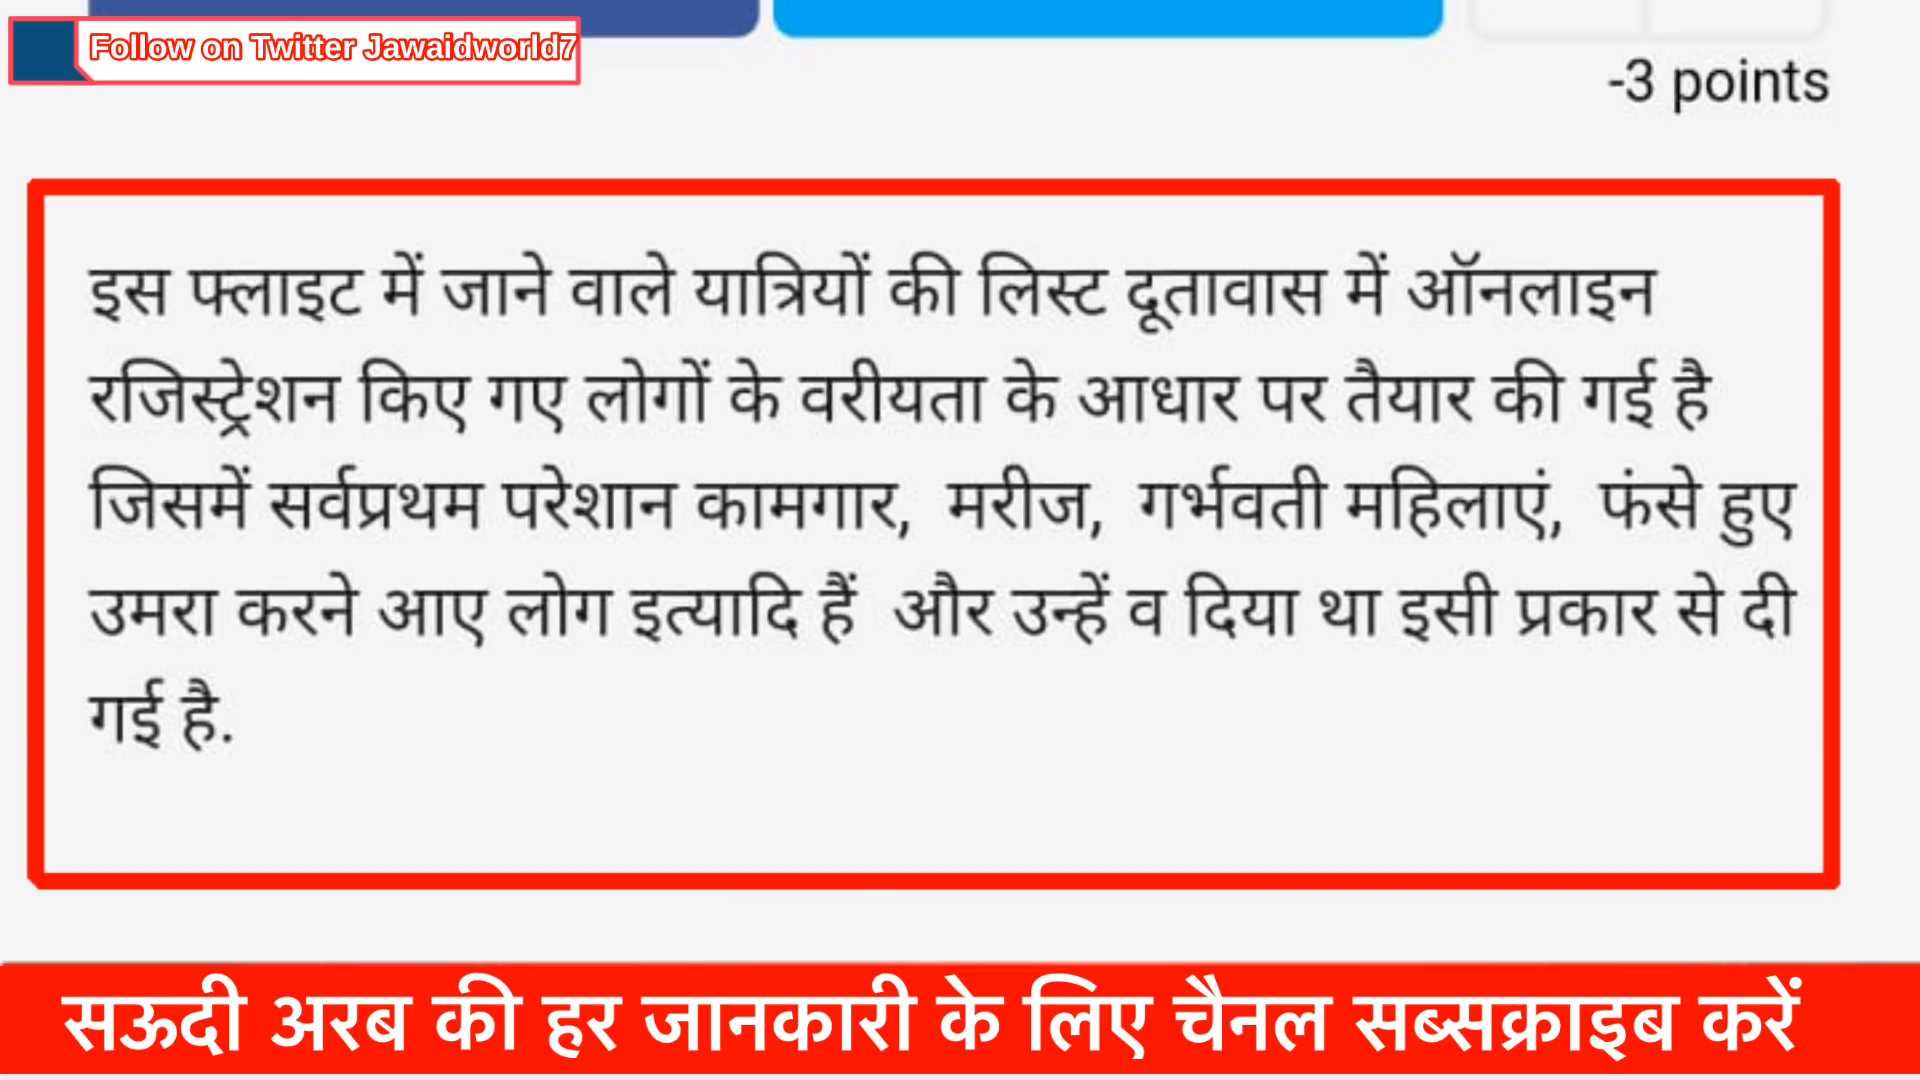 Follow on Twitter Jawaidworld7
-3 points
इस फ्लाइट में जाने वाले यात्रियों की लिस्ट दूतावास में ऑनलाइन
रजिस्ट्रेशन किए गए लोगों के वरीयता के आधार पर तैयार की गई है
जिसमें सर्वप्रथम परेशान कामगार, मरीज, गर्भवती महिलाएं, फंसे हुए
उमरा करने आए लोग इत्यादि हैं और उन्हें व दिया था इसी प्रकार से दी
गई है.
सऊदी अरब की हर जानकारी के लिए चैनल सब्सक्राइब करें